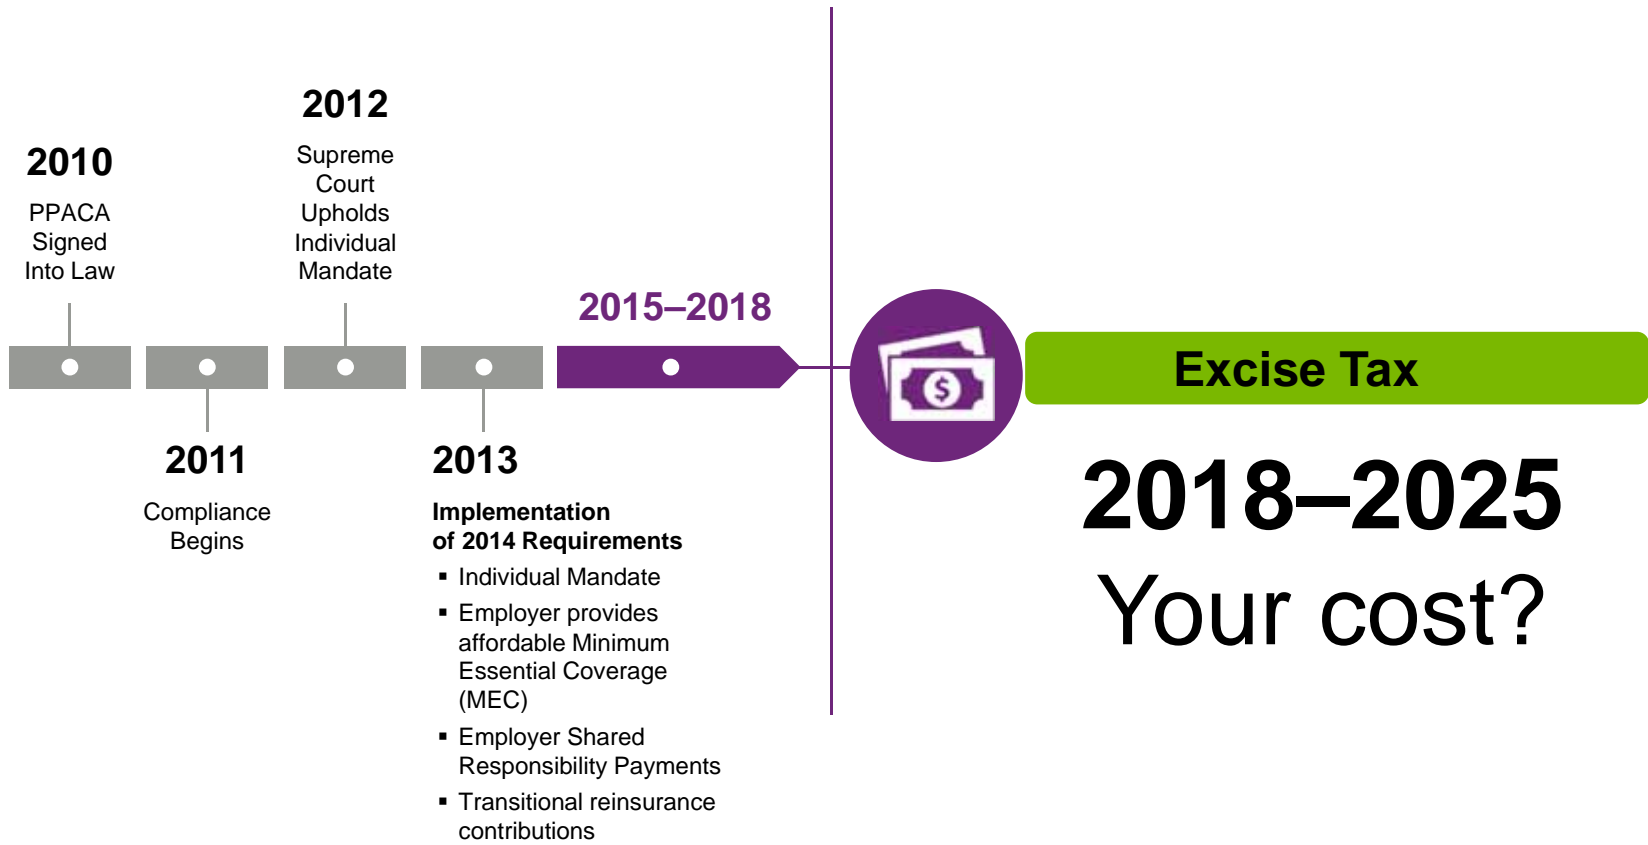 2010
PPACA
Signed
Into Law
2011
Compliance
Begins
2012
Supreme
Court
Upholds
Individual
Mandate
2013
Implementation
of 2014 Requirements
▪ Individual Mandate
▪ Employer provides
affordable Minimum
Essential Coverage
(MEC)
▪ Employer Shared
Responsibility Payments
▪ Transitional reinsurance
contributions
2015–2018
$
Excise Tax
2018–2025
Your cost?